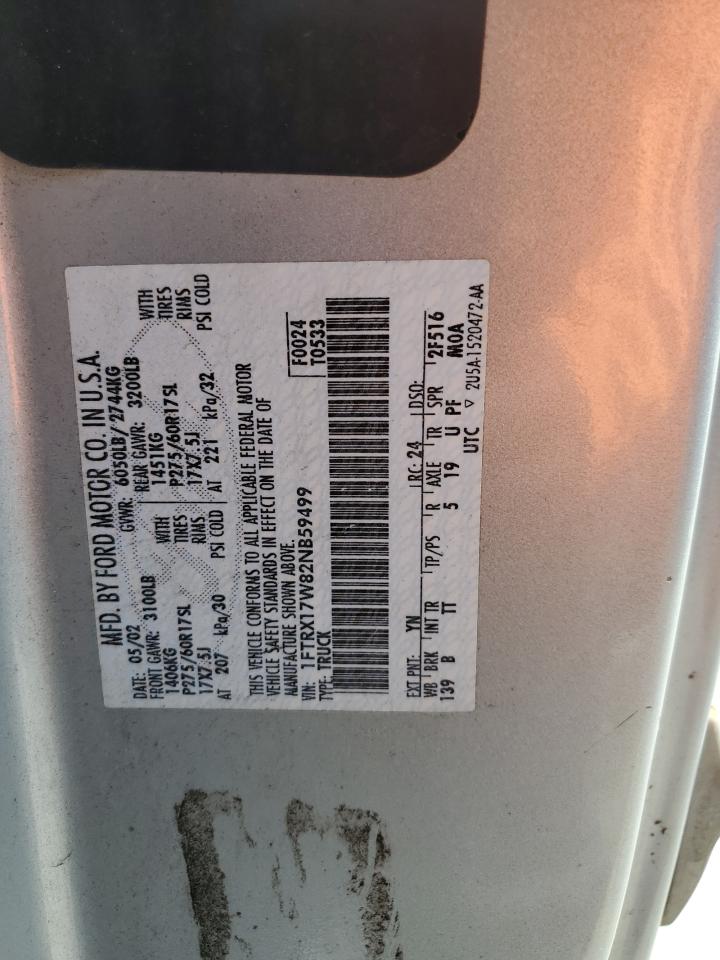 MFD. BY FORD MOTOR CO. IN U.S.A.
DATE: 05/02 GVWR: 6050LB/ 2744KG
FRONT GAWR: 3100LB REAR GAWR: 3200LB
1406KG WITH 1451KG WITH
P275/60R17SL TIRES P275/60R17SL TIRES
17X7.5J RIMS 17X7.5J RIMS
AT 207 kPa/30 PSI COLD AT 221 kPa/32 PSI COLD
THIS VEHICLE CONFORMS TO ALL APPLICABLE FEDERAL MOTOR
VEHICLE SAFETY STANDARDS IN EFFECT ON THE DATE OF
MANUFACTURE SHOWN ABOVE.
VIN: 1FTRX17W82NB59499 F0024
TYPE: TRUCK T0533
EXT PNT: YN RC: 24 DSO: 2F516
WB BRK INT TR TP/PS R AXLE TR SPR M0A
139 B TT 5 19 U PF
UTC ▽ 2U5A-1520472-AA